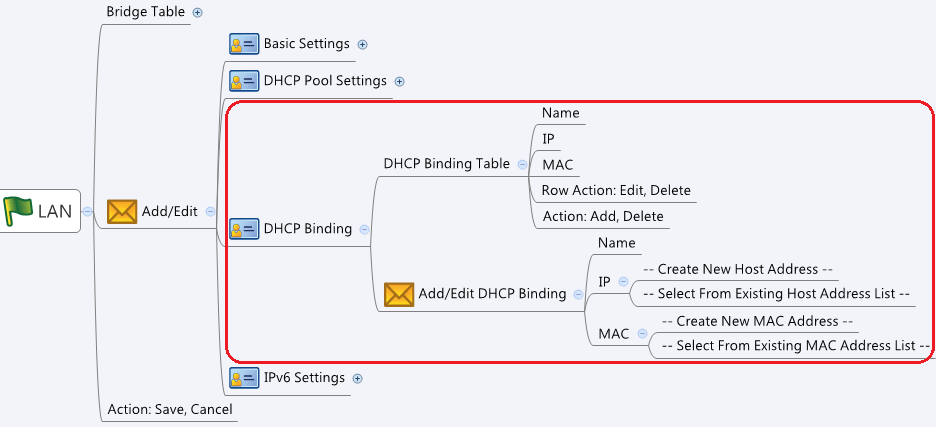 Bridge Table
Basic Settings
DHCP Pool Settings
Name
IP
DHCP Binding Table
MAC
Row Action: Edit, Delete
LAN
Add/Edit
Action: Add, Delete
DHCP Binding
Name
-- Create New Host Address --
IP
Add/Edit DHCP Binding
-- Select From Existing Host Address List --
-- Create New MAC Address --
MAC
-- Select From Existing MAC Address List --
IPv6 Settings
Action: Save, Cancel